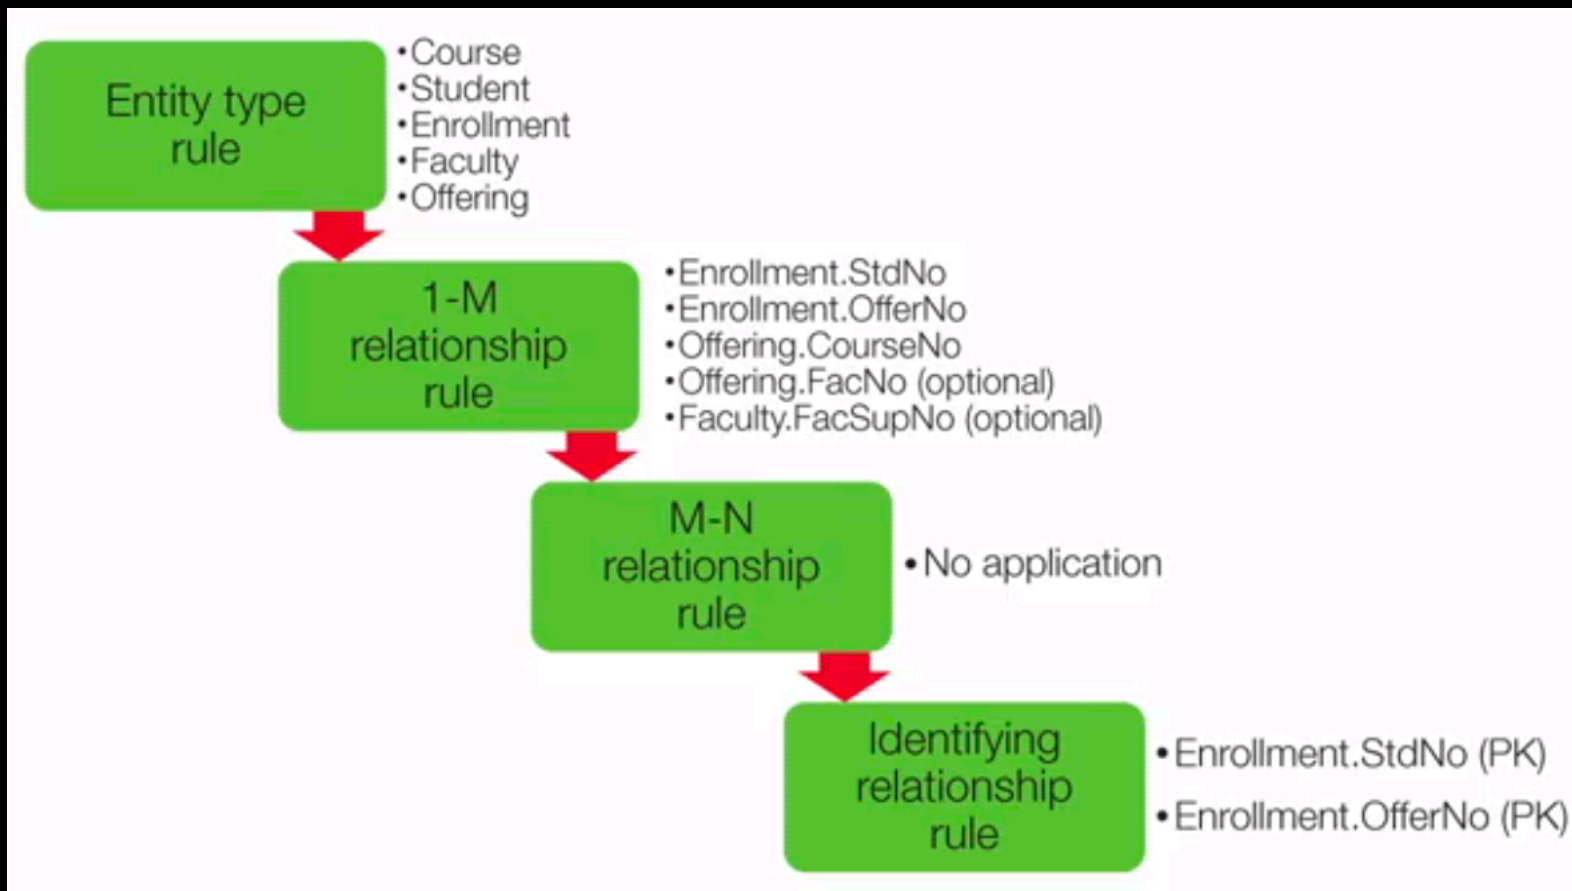 Entity type
rule
•Course
•Student
•Enrollment
•Faculty
•Offering
1-M
relationship
rule
•Enrollment.StdNo
•Enrollment.OfferNo
•Offering.CourseNo
•Offering.FacNo (optional)
•Faculty.FacSupNo (optional)
M-N
relationship
rule
•No application
Identifying
relationship
rule
•Enrollment.StdNo (PK)
•Enrollment.OfferNo (PK)